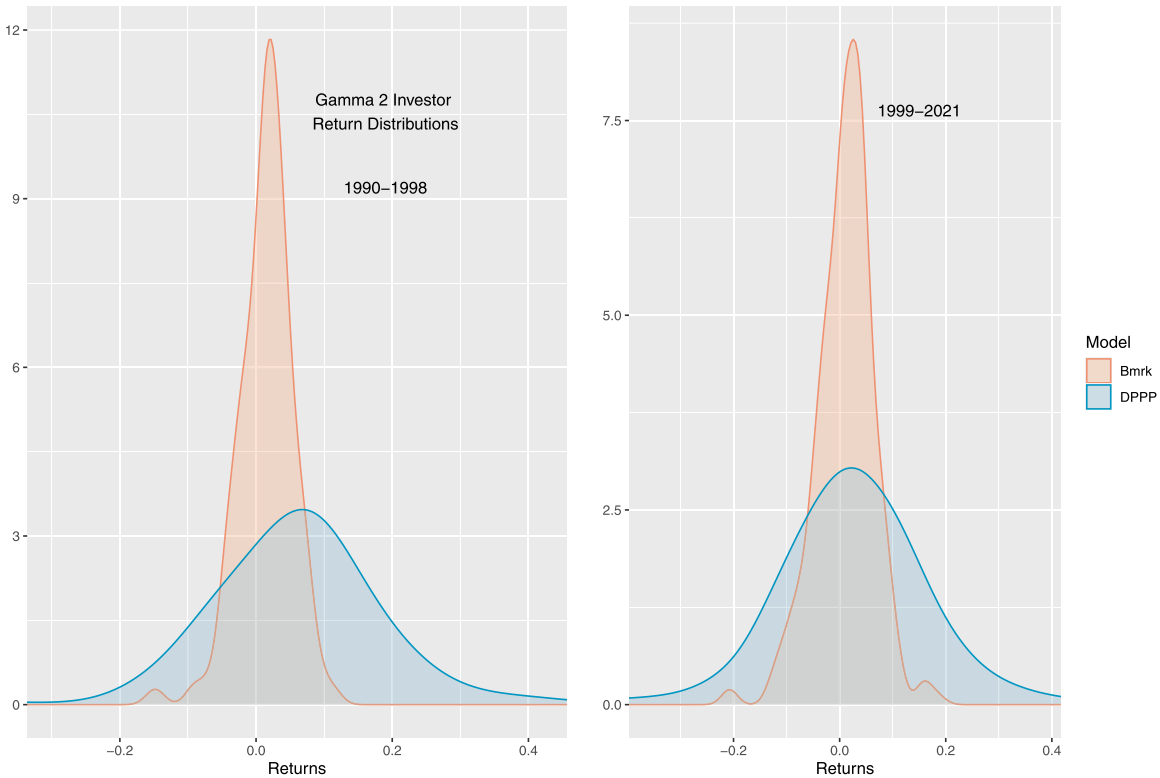 12
9
6
3
0
Gamma 2 Investor
Return Distributions
1990–1998
−0.2
0.0
0.2
0.4
Returns
7.5
5.0
2.5
0.0
1999–2021
−0.2
0.0
0.2
0.4
Returns
Model
Bmrk
DPPP